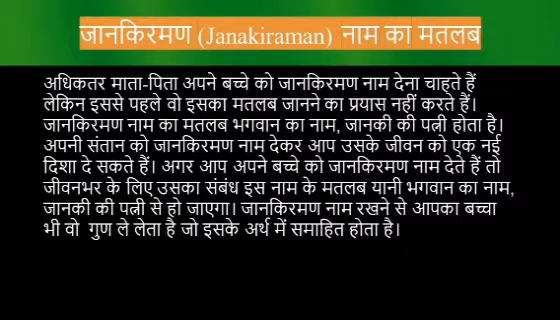 जानकिरमण (Janakiraman) नाम का मतलब
अधिकतर माता-पिता अपने बच्चे को जानकिरमण नाम देना चाहते हैं
लेकिन इससे पहले वो इसका मतलब जानने का प्रयास नहीं करते हैं।
जानकिरमण नाम का मतलब भगवान का नाम, जानकी की पत्नी होता है।
अपनी संतान को जानकिरमण नाम देकर आप उसके जीवन को एक नई
दिशा दे सकते हैं। अगर आप अपने बच्चे को जानकिरमण नाम देते हैं तो
जीवनभर के लिए उसका संबंध इस नाम के मतलब यानी भगवान का नाम,
जानकी की पत्नी से हो जाएगा। जानकिरमण नाम रखने से आपका बच्चा
भी वो गुण ले लेता है जो इसके अर्थ में समाहित होता है।